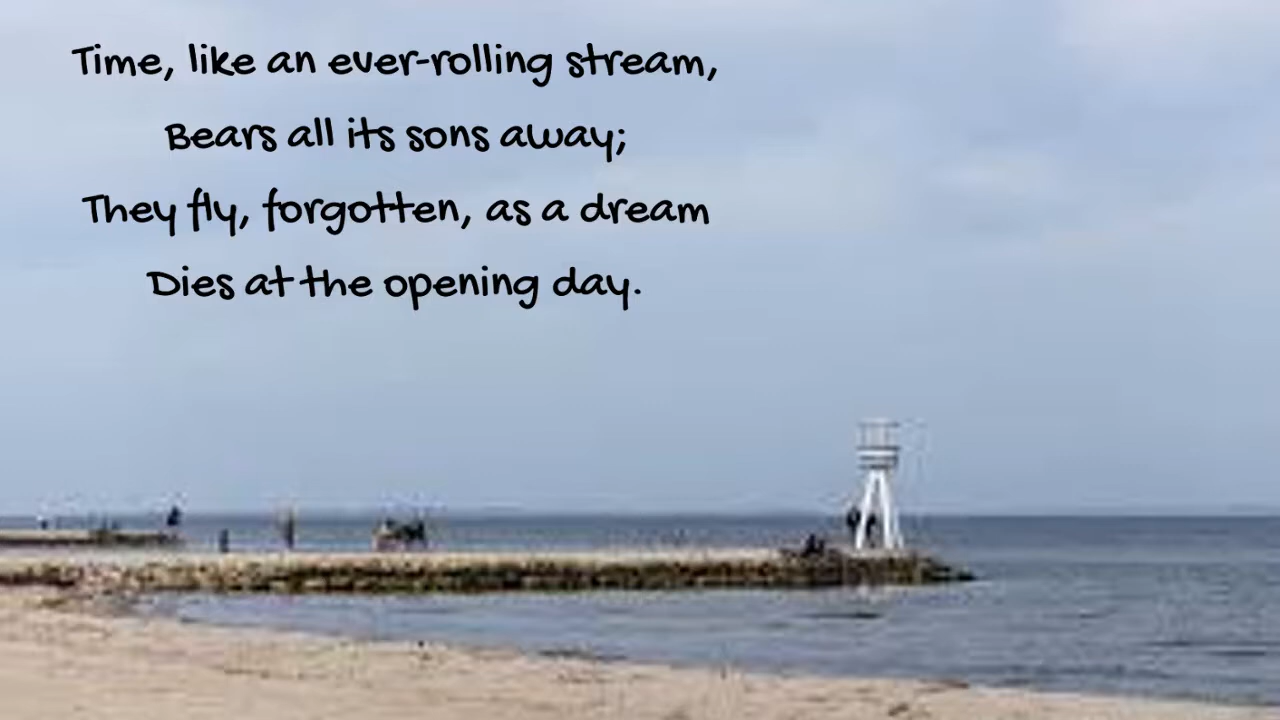 Time, like an ever-rolling stream,
Bears all its sons away;
They fly, forgotten, as a dream
Dies at the opening day.